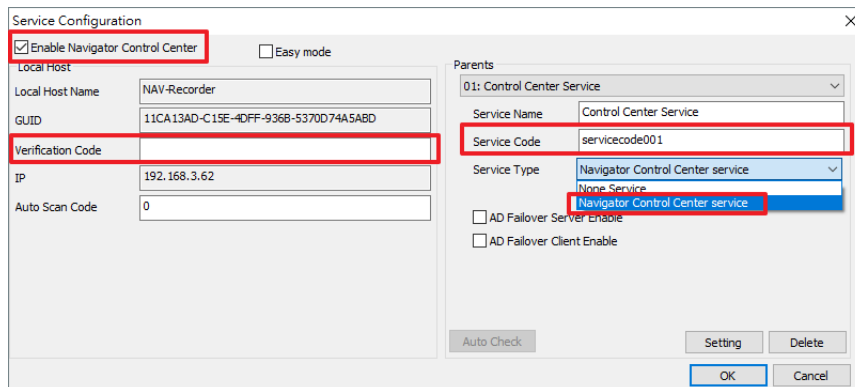 Service Configuration
Enable Navigator Control Center
Easy mode
Local Host
Local Host Name
NAV-Recorder
GUID
11CA13AD-C15E-4DFF-936B-5370D74A5ABD
Verification Code
IP
192.168.3.62
Auto Scan Code
0
Parents
01: Control Center Service
Service Name
Control Center Service
Service Code
servicecode001
Service Type
Navigator Control Center service
None Service
Navigator Control Center service
AD Failover Server Enable
AD Failover Client Enable
Auto Check
Setting
Delete
OK
Cancel